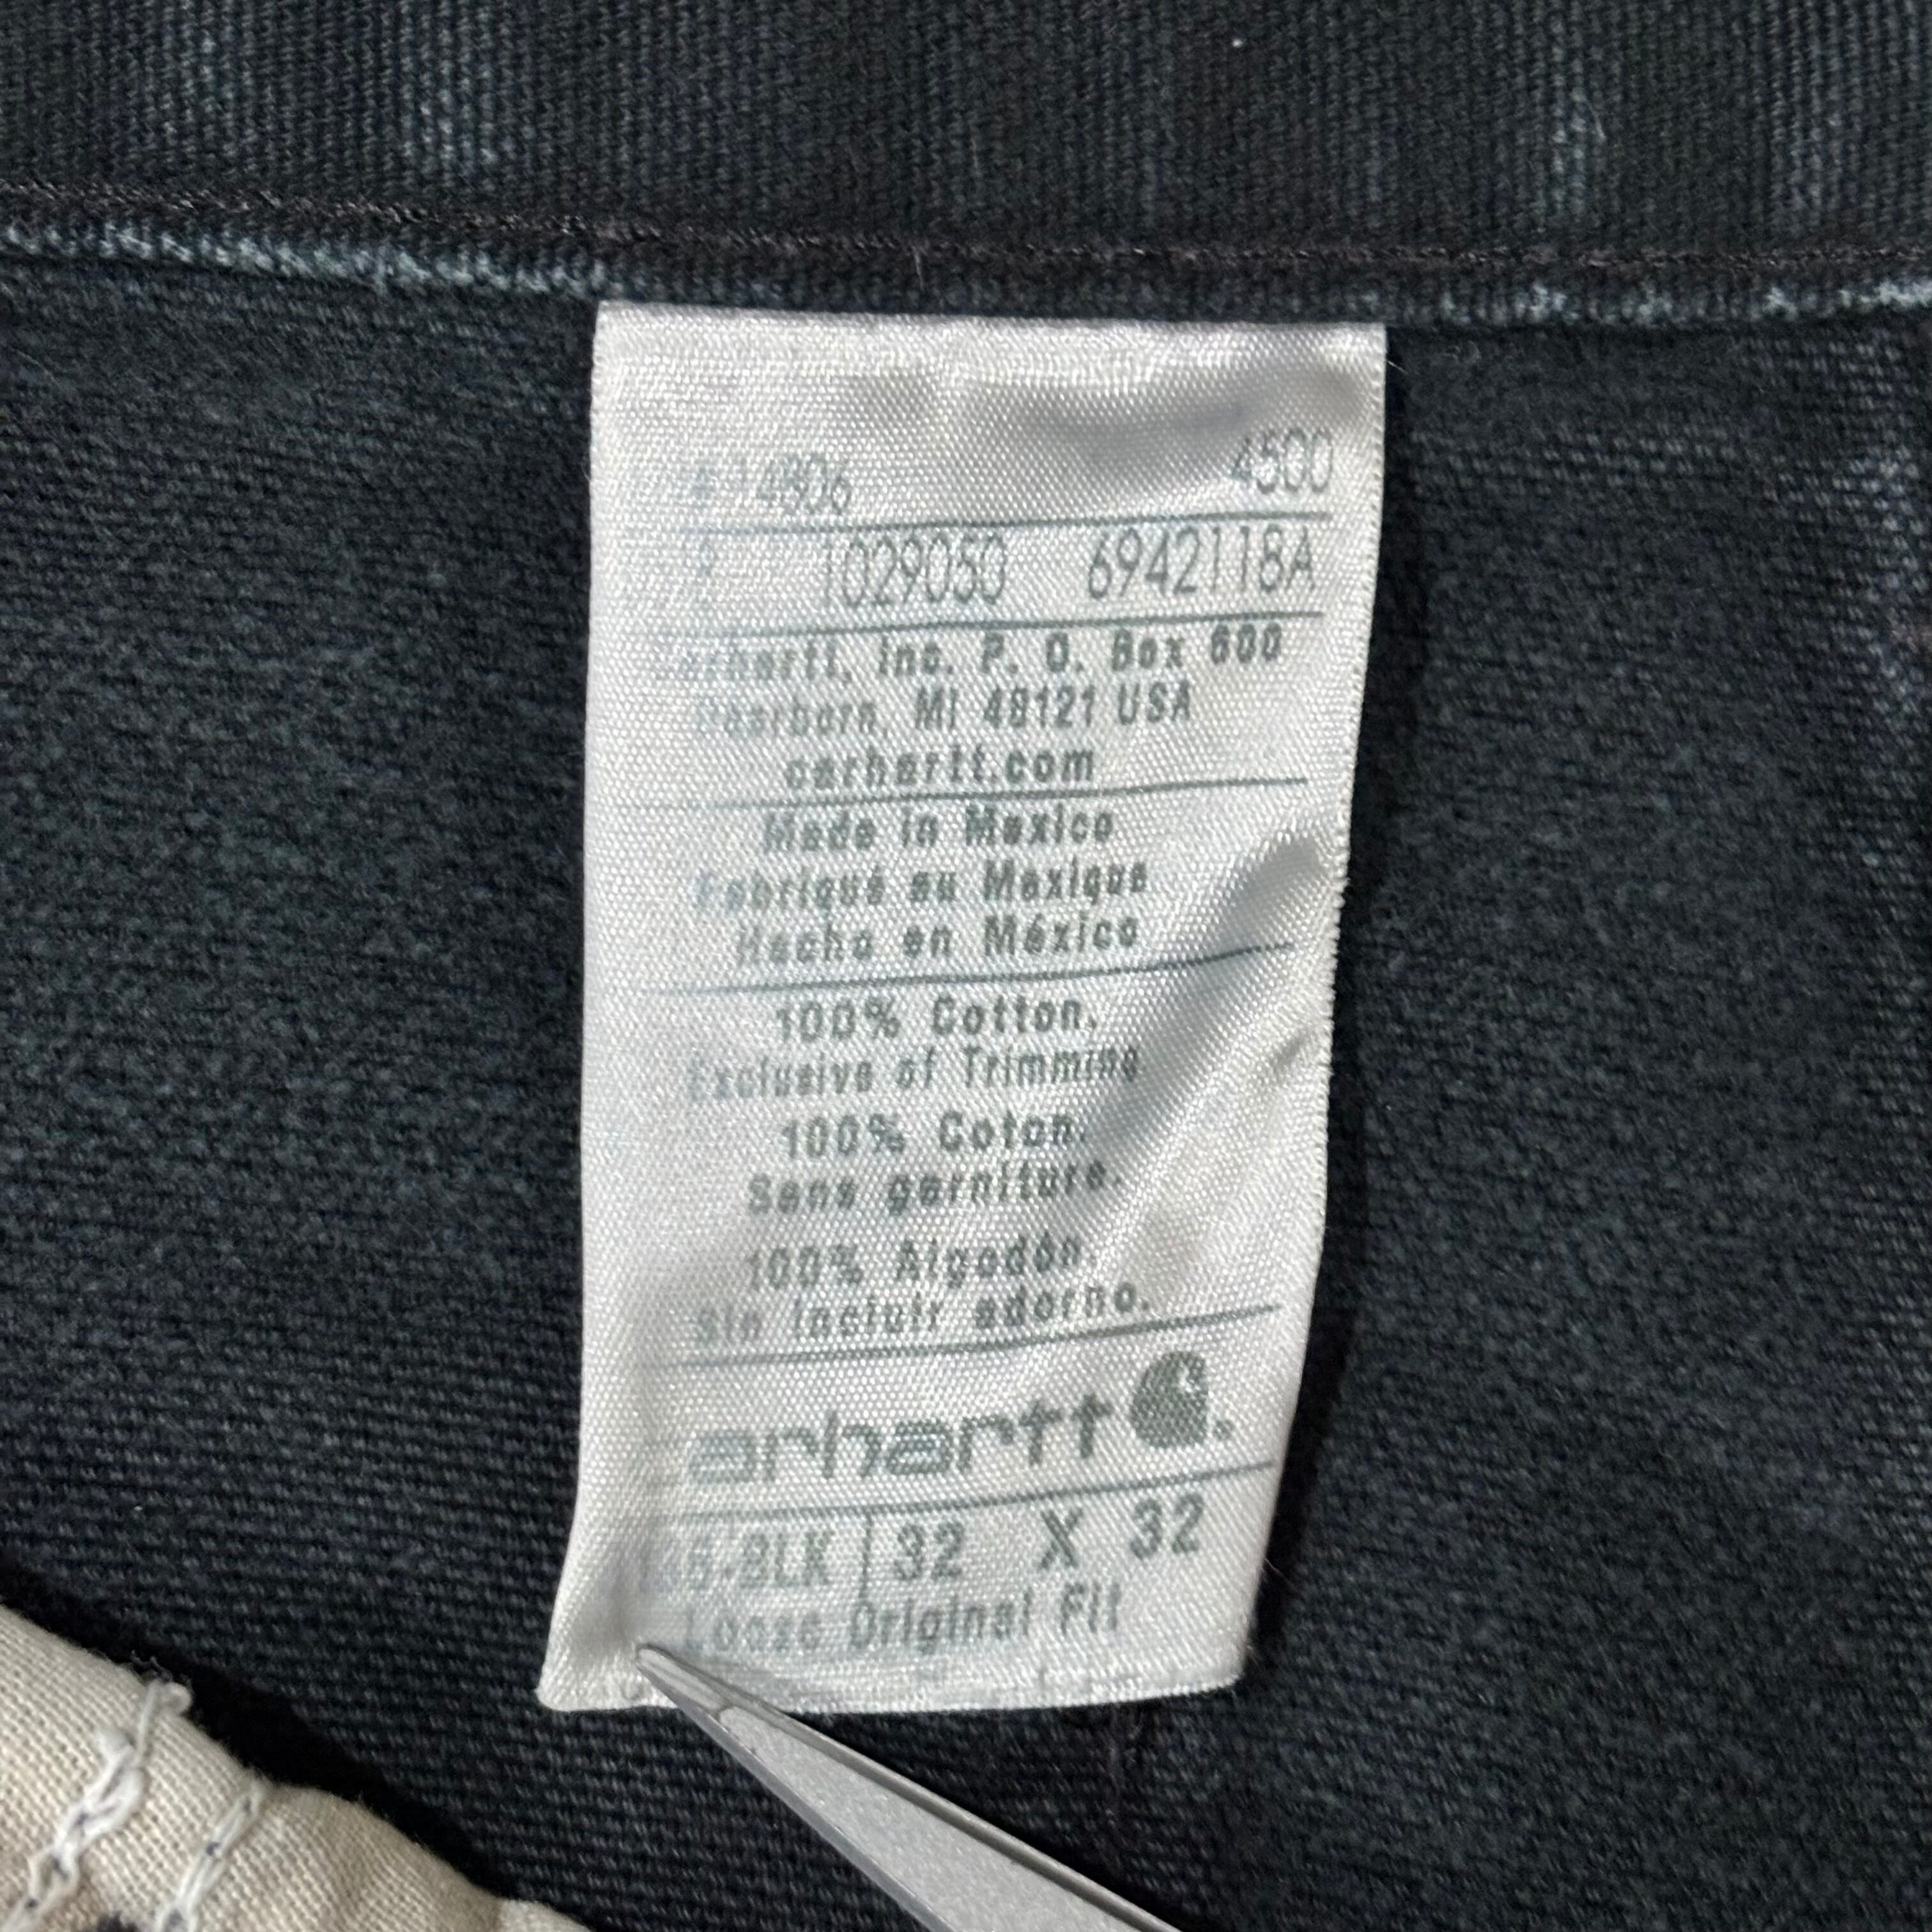 # 14806 4500
1029050 6942118A
Carhartt, Inc. P. O. Box 600
Dearborn, MI 48121 USA
carhartt.com
Made in Mexico
Fabriqué au Mexique
Hecho en México
100% Cotton.
Exclusive of Trimming
100% Coton.
Sans garniture.
100% Algodón.
Sin incluir adorno.
arhartt
-BLK 32 X 32
Loose Original Fit